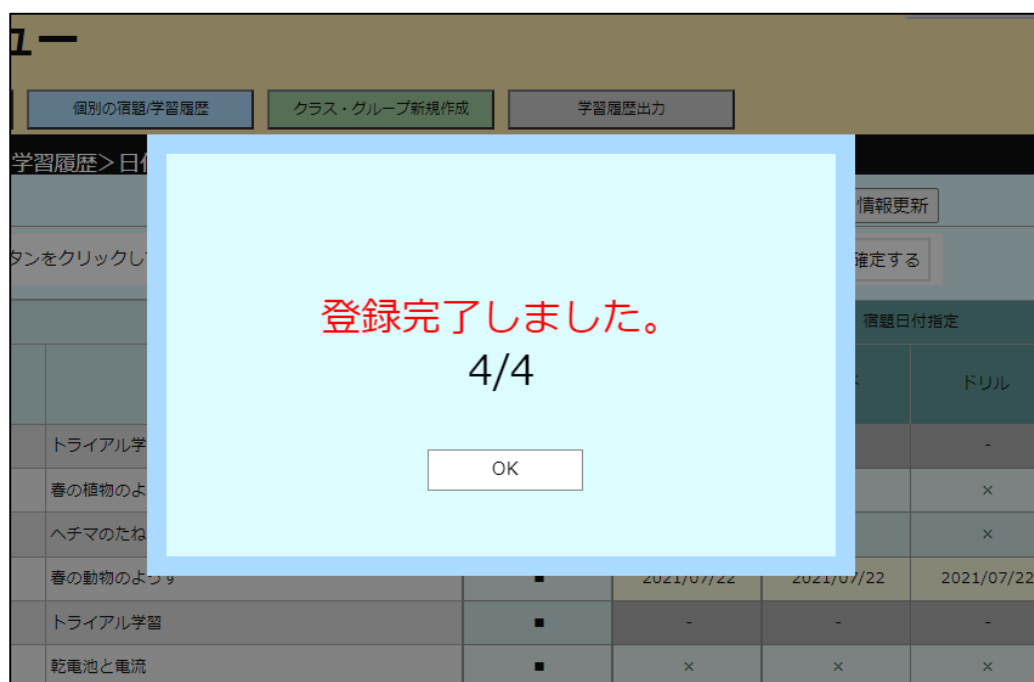 ュー
個別の宿題/学習履歴
クラス・グループ新規作成
学習履歴出力
学習履歴＞日付
情報更新
タンをクリックし
確定する
登録完了しました。
4/4
OK
宿題日付指定
ドリル
トライアル学
-
春の植物のよ
×
ヘチマのたね
×
春の動物のようす ■ 2021/07/22 2021/07/22 2021/07/22
トライアル学習 ■ - - -
乾電池と電流 ■ × × ×